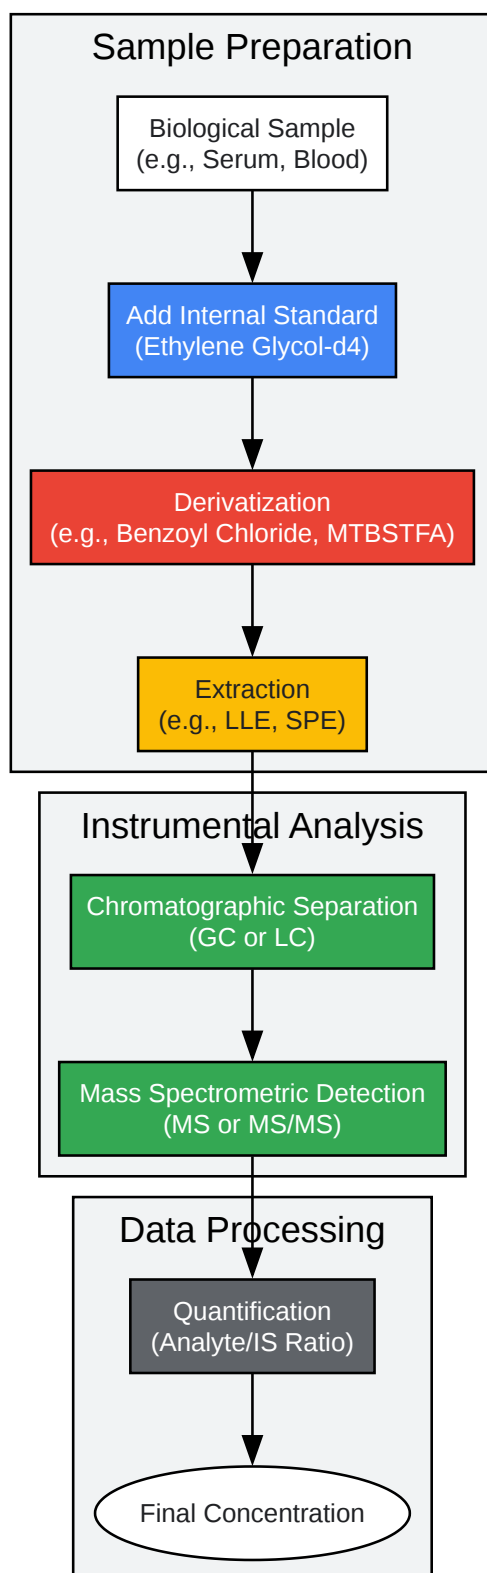 Sample Preparation
Biological Sample
(e.g., Serum, Blood)
Add Internal Standard
(Ethylene Glycol-d4)
Derivatization
(e.g., Benzoyl Chloride, MTBSTFA)
Extraction
(e.g., LLE, SPE)
Instrumental Analysis
Chromatographic Separation
(GC or LC)
Mass Spectrometric Detection
(MS or MS/MS)
Data Processing
Quantification
(Analyte/IS Ratio)
Final Concentration